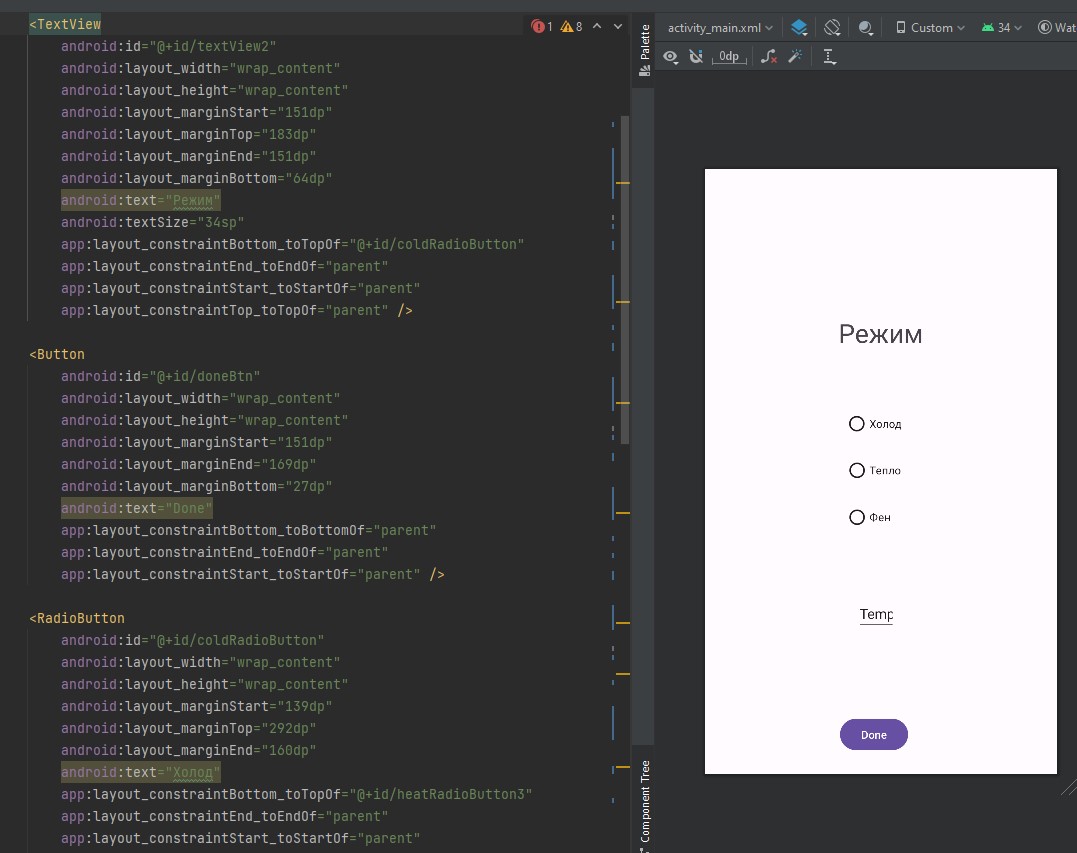 <TextView
android:id="@+id/textView2"
android:layout_width="wrap_content"
android:layout_height="wrap_content"
android:layout_marginStart="151dp"
android:layout_marginTop="183dp"
android:layout_marginEnd="151dp"
android:layout_marginBottom="64dp"
android:text="Режим"
android:textSize="34sp"
app:layout_constraintBottom_toTopOf="@+id/coldRadioButton"
app:layout_constraintEnd_toEndOf="parent"
app:layout_constraintStart_toStartOf="parent"
app:layout_constraintTop_toTopOf="parent" />
<Button
android:id="@+id/doneBtn"
android:layout_width="wrap_content"
android:layout_height="wrap_content"
android:layout_marginStart="151dp"
android:layout_marginEnd="169dp"
android:layout_marginBottom="27dp"
android:text="Done"
app:layout_constraintBottom_toBottomOf="parent"
app:layout_constraintEnd_toEndOf="parent"
app:layout_constraintStart_toStartOf="parent" />
<RadioButton
android:id="@+id/coldRadioButton"
android:layout_width="wrap_content"
android:layout_height="wrap_content"
android:layout_marginStart="139dp"
android:layout_marginTop="292dp"
android:layout_marginEnd="160dp"
android:text="Холод"
app:layout_constraintBottom_toTopOf="@+id/heatRadioButton3"
app:layout_constraintEnd_toEndOf="parent"
app:layout_constraintStart_toStartOf="parent"
1 8
Palette
Component Tree
activity_main.xml Custom 34 Wat
0dp
Режим
Холод
Тепло
Фен
Temp
Done